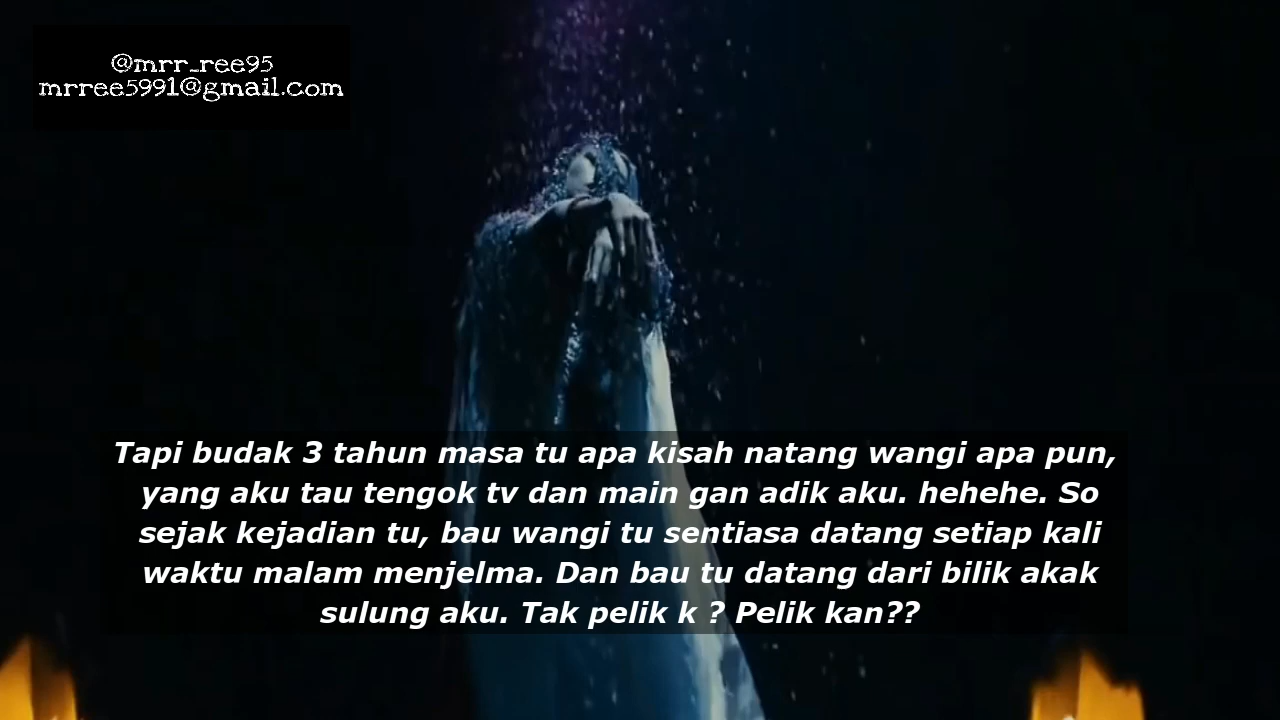 @mrr_ree95
mrree5991@gmail.com
Tapi budak 3 tahun masa tu apa kisah natang wangi apa pun,
yang aku tau tengok tv dan main gan adik aku. hehehe. So
sejak kejadian tu, bau wangi tu sentiasa datang setiap kali
waktu malam menjelma. Dan bau tu datang dari bilik akak
sulung aku. Tak pelik k ? Pelik kan??